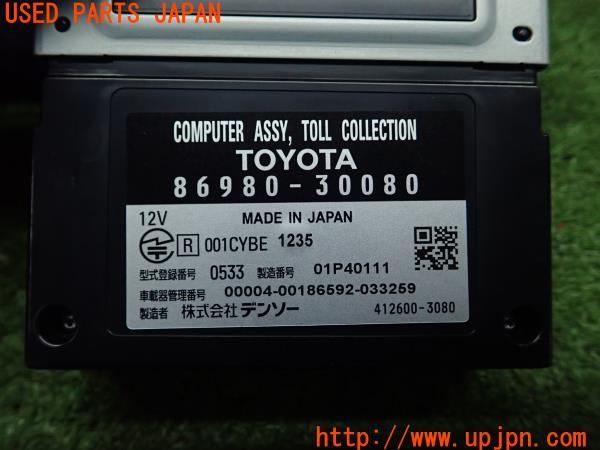 USED PARTS JAPAN
COMPUTER ASSY, TOLL COLLECTION
TOYOTA
86980-30080
12V
MADE IN JAPAN
R 001CYBE 1235
型式登録番号 0533 製造番号 01P40111
車載器管理番号 00004-00186592-033259
製造者 株式会社デンソー 412600-3080
http://www.upjpn.com